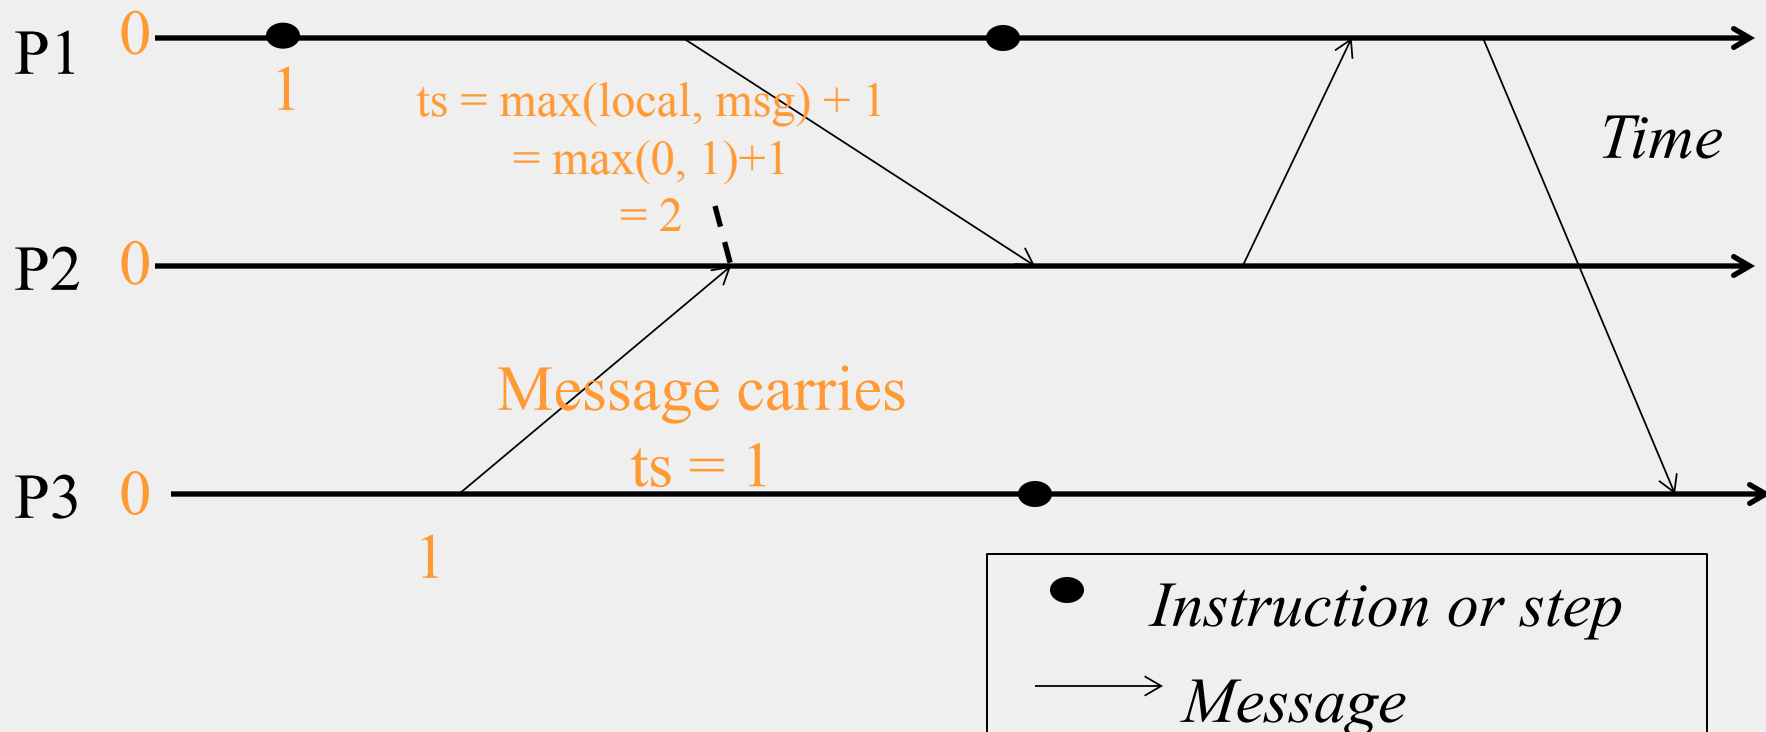 P1 0
1
ts = max(local, msg) + 1
= max(0, 1)+1
= 2
Time
P2 0
Message carries
ts = 1
P3 0
1
Instruction or step
Message